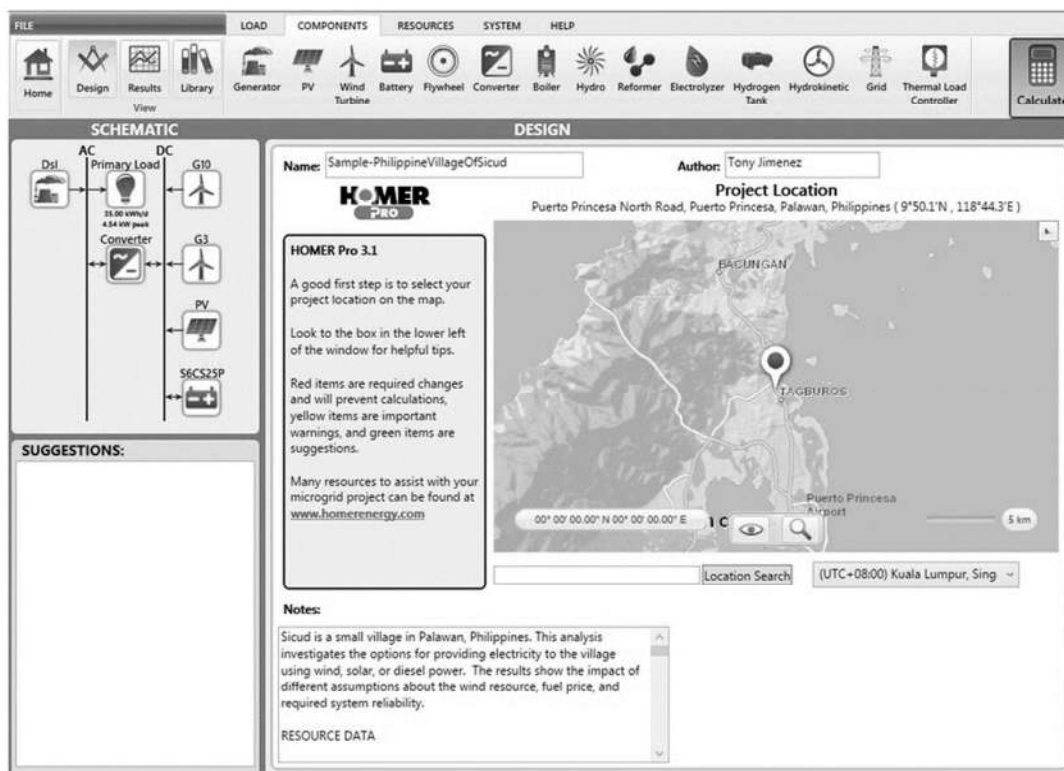 FILE
LOAD COMPONENTS RESOURCES SYSTEM HELP
Home Design Results Library Generator PV Wind Turbine Battery Flywheel Converter Boiler Hydro Reformer Electrolyzer Hydrogen Tank Hydrokinetic Grid Thermal Load Controller Calculate
View
SCHEMATIC
DESIGN
AC DC
Dsl Primary Load G10
35.00 kWh/d
4.54 kW peak
Converter G3
PV
S6CS25P
SUGGESTIONS:
Name: Sample-PhilippineVillageOfSicud Author: Tony Jimenez
HOMER
PRO
Project Location
Puerto Princesa North Road, Puerto Princesa, Palawan, Philippines ( 9°50.1'N , 118°44.3'E )
HOMER Pro 3.1
A good first step is to select your
project location on the map.
Look to the box in the lower left
of the window for helpful tips.
Red items are required changes
and will prevent calculations,
yellow items are important
warnings, and green items are
suggestions.
Many resources to assist with your
microgrid project can be found at
www.homerenergy.com
BACUNGAN
TAGBUROS
Puerto Princesa
Airport
00° 00' 00.00" N 00° 00' 00.00" E
5 km
Location Search (UTC+08:00) Kuala Lumpur, Sing
Notes:
Sicud is a small village in Palawan, Philippines. This analysis
investigates the options for providing electricity to the village
using wind, solar, or diesel power. The results show the impact of
different assumptions about the wind resource, fuel price, and
required system reliability.
RESOURCE DATA